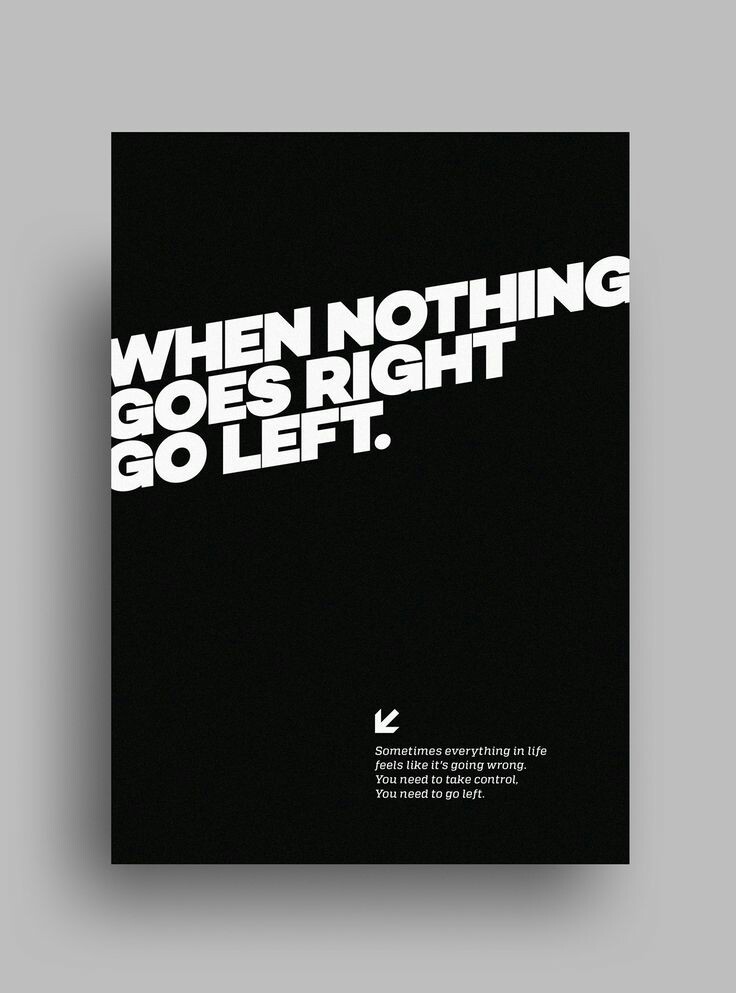 WHEN NOTHING
GOES RIGHT
GO LEFT.
Sometimes everything in life
feels like it's going wrong.
You need to take control,
You need to go left.